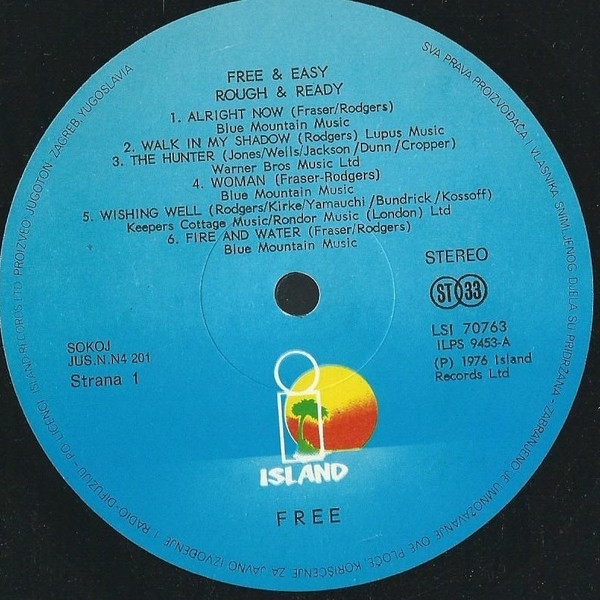 FREE & EASY
ROUGH & READY
1. ALRIGHT NOW (Fraser/Rodgers)
Blue Mountain Music
2. WALK IN MY SHADOW (Rodgers) Lupus Music
3. THE HUNTER (Jones/Wells/Jackson/Dunn/Cropper)
Warner Bros Music Ltd
4. WOMAN (Fraser-Rodgers)
Blue Mountain Music
5. WISHING WELL (Rodgers/Kirke/Yamauchi/Bundrick/Kossoff)
Keepers Cottage Music/Rondor Music (London) Ltd
6. FIRE AND WATER (Fraser/Rodgers)
Blue Mountain Music
STEREO
ST 33
SOKOJ
JUS.N.N4 201
Strana 1
LSI 70763
ILPS 9453-A
(P) 1976 Island
Records Ltd
ISLAND
FREE
SVA PRAVA PROIZVOĐAČA I VLASNIKA SNIMLJENOG DJELA SU PRIDRŽANA - ZABRANJENO JE UMNOŽAVANJE OVE PLOČE, KORIŠĆENJE ZA JAVNO IZVOĐENJE I RADIO-DIFUZIJU - PO LICENCI ISLAND RECORDS LTD PROIZVEO JUGOTON ZAGREB, YUGOSLAVIA